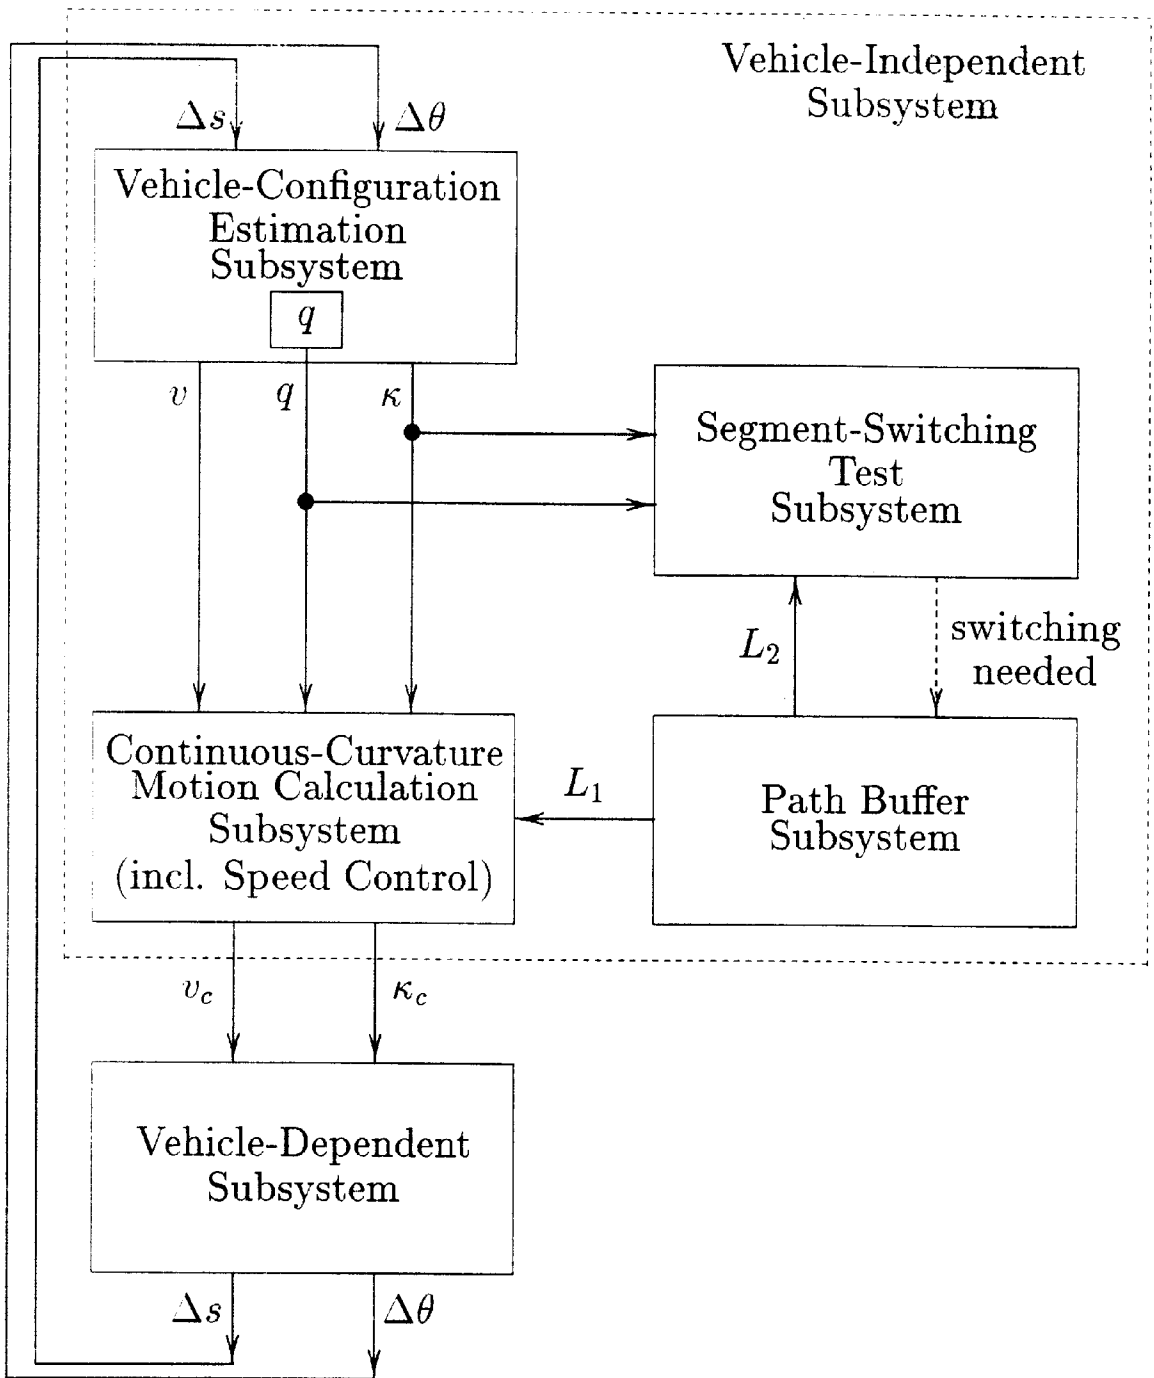 Vehicle-Independent
Subsystem
Δs
Δθ
Vehicle-Configuration
Estimation
Subsystem
q
v
q
κ
Segment-Switching
Test
Subsystem
L₂
switching
needed
Continuous-Curvature
Motion Calculation
Subsystem
(incl. Speed Control)
L₁
Path Buffer
Subsystem
v_c
κ_c
Vehicle-Dependent
Subsystem
Δs
Δθ